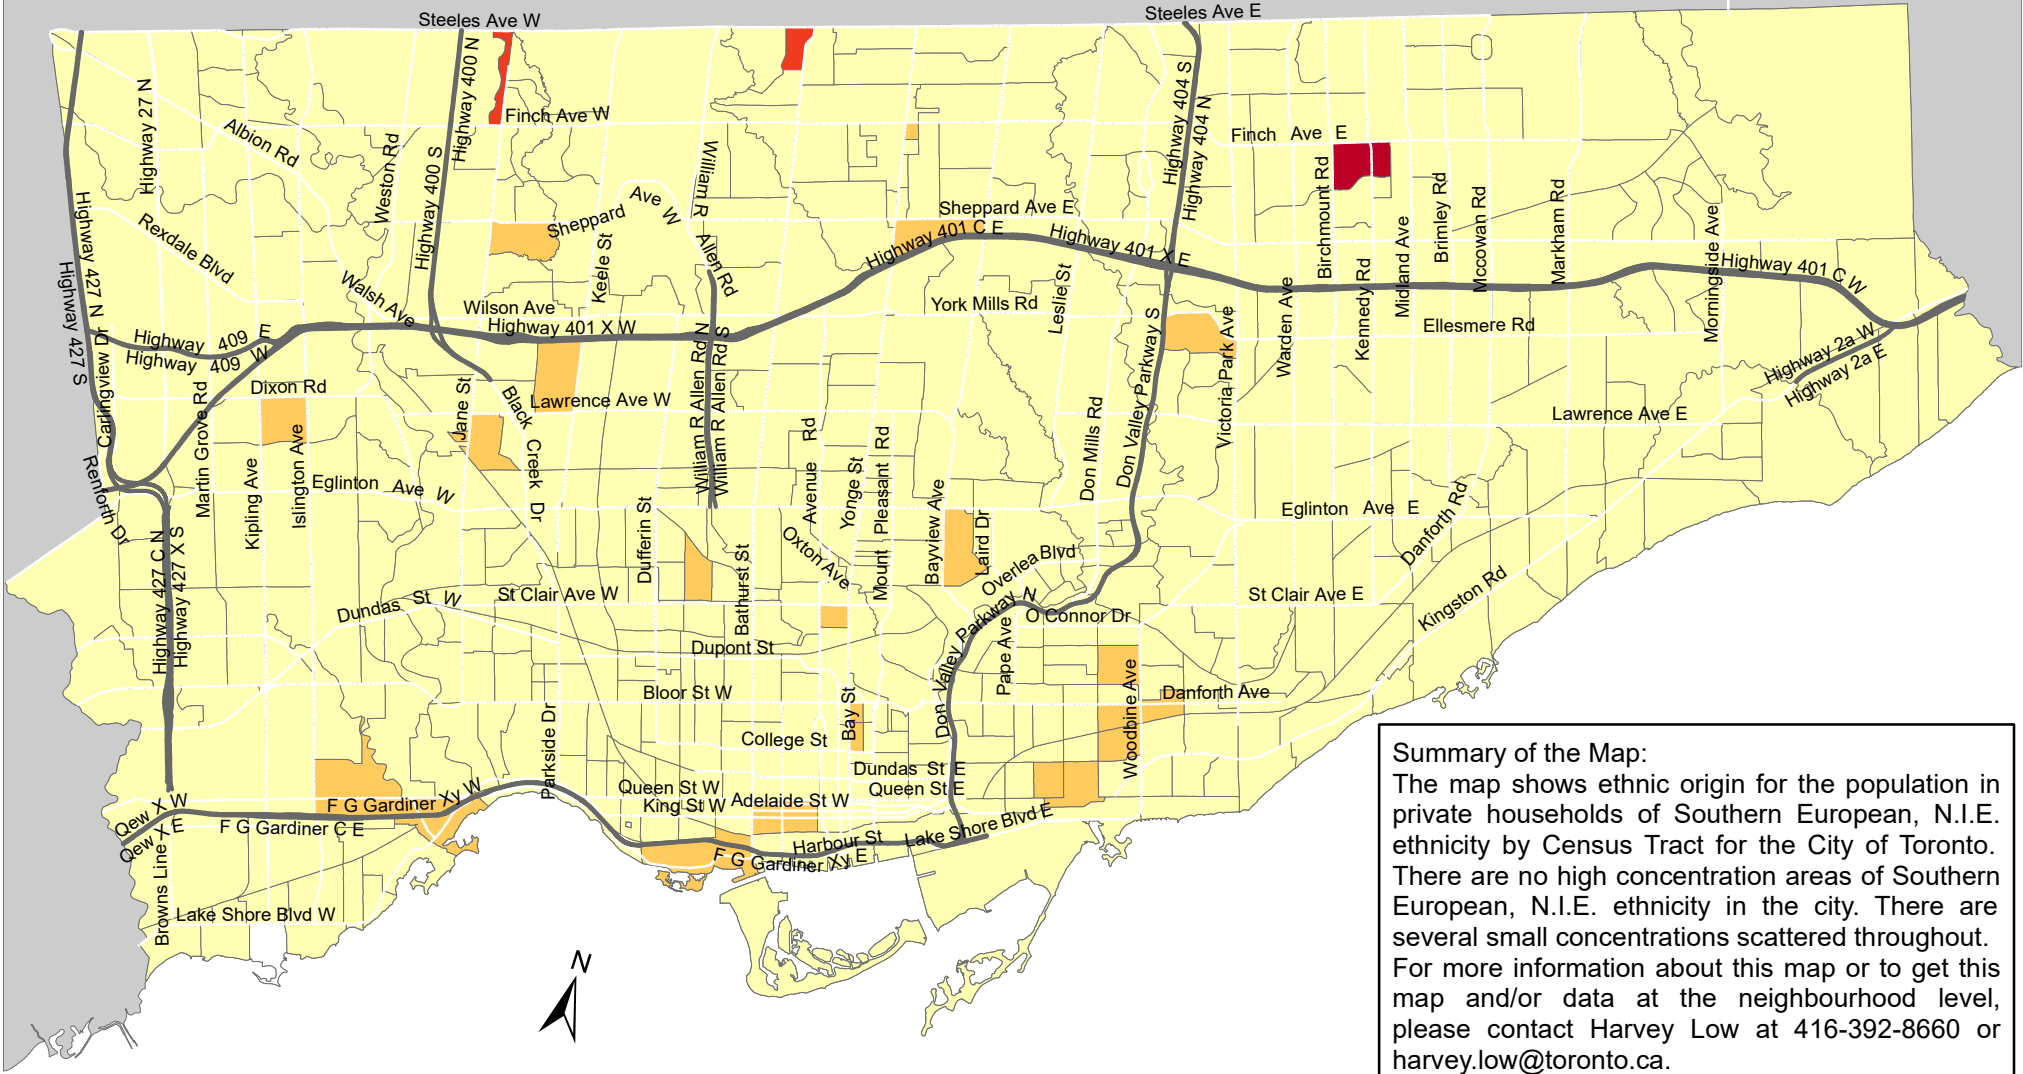 Steeles Ave W
Steeles Ave E
Highway 27 N
Albion Rd
Weston Rd
Highway 400 N
Highway 400 S
Finch Ave W
William R Allen Rd
Highway 404 S
Highway 404 N
Finch Ave E
Birchmount Rd
Kennedy Rd
Midland Ave
Brimley Rd
Mccowan Rd
Markham Rd
Morningside Ave
Highway 427 N
Highway 427 S
Rexdale Blvd
Sheppard Ave W
Keele St
Sheppard Ave E
Highway 401 C E
Highway 401 X E
Highway 401 C W
Walsh Ave
Wilson Ave
Highway 401 X W
York Mills Rd
Leslie St
Warden Ave
Ellesmere Rd
Highway 2a W
Highway 2a E
Highway 409 E
Highway 409 W
Carlingview Dr
Dixon Rd
Martin Grove Rd
Jane St
Black Creek Dr
Lawrence Ave W
William R Allen Rd N
William R Allen Rd S
Avenue Rd
Yonge St
Mount Pleasant Rd
Don Mills Rd
Don Valley Parkway S
Victoria Park Ave
Lawrence Ave E
Renforth Dr
Kipling Ave
Islington Ave
Eglinton Ave W
Dufferin St
Bathurst St
Oxton Ave
Bayview Ave
Laird Dr
Overlea Blvd
Eglinton Ave E
Danforth Rd
Kingston Rd
Highway 427 C N
Highway 427 X S
Dundas St W
St Clair Ave W
St Clair Ave E
Don Valley Parkway N
O Connor Dr
Pape Ave
Dupont St
Bloor St W
Bay St
Danforth Ave
Woodbine Ave
College St
Parkside Dr
Dundas St E
Queen St E
Queen St W
King St W
Adelaide St W
Qew X W
Qew X E
F G Gardiner Xy W
F G Gardiner C E
Harbour St
Lake Shore Blvd E
F G Gardiner Xy E
Browns Line
Lake Shore Blvd W
N
Summary of the Map:
The map shows ethnic origin for the population in
private households of Southern European, N.I.E.
ethnicity by Census Tract for the City of Toronto.
There are no high concentration areas of Southern
European, N.I.E. ethnicity in the city. There are
several small concentrations scattered throughout.
For more information about this map or to get this
map and/or data at the neighbourhood level,
please contact Harvey Low at 416-392-8660 or
harvey.low@toronto.ca.